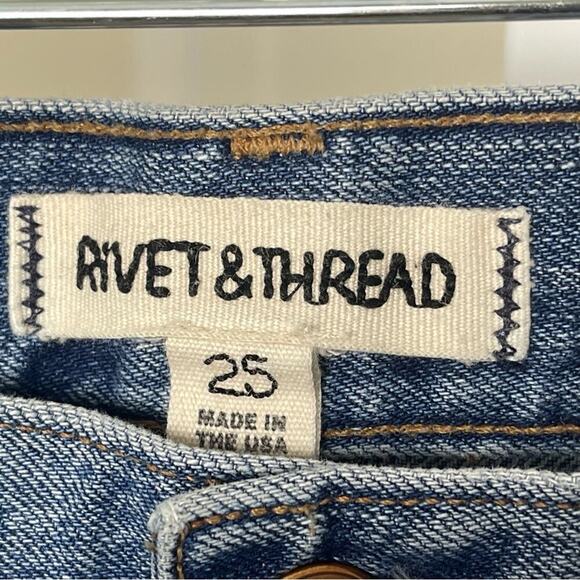 RIVET & THREAD
25
MADE IN
THE USA